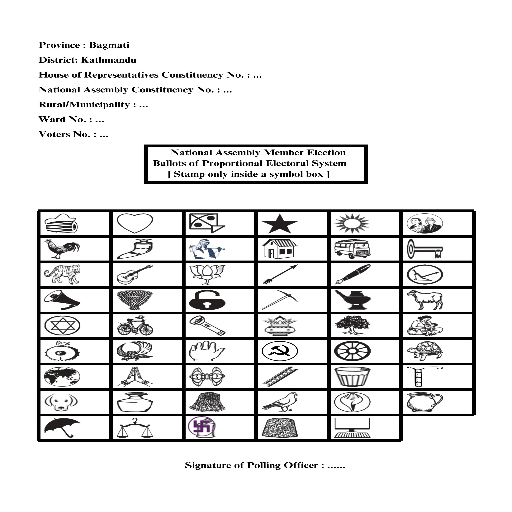 Province : Bagmati
District: Kathmandu
House of Representatives Constituency No. : ...
National Assembly Constituency No. : ...
Rural/Municipality : ...
Ward No. : ...
Voters No. : ...
National Assembly Member Election
Ballots of Proportional Electoral System
[ Stamp only inside a symbol box ]
Signature of Polling Officer : ......